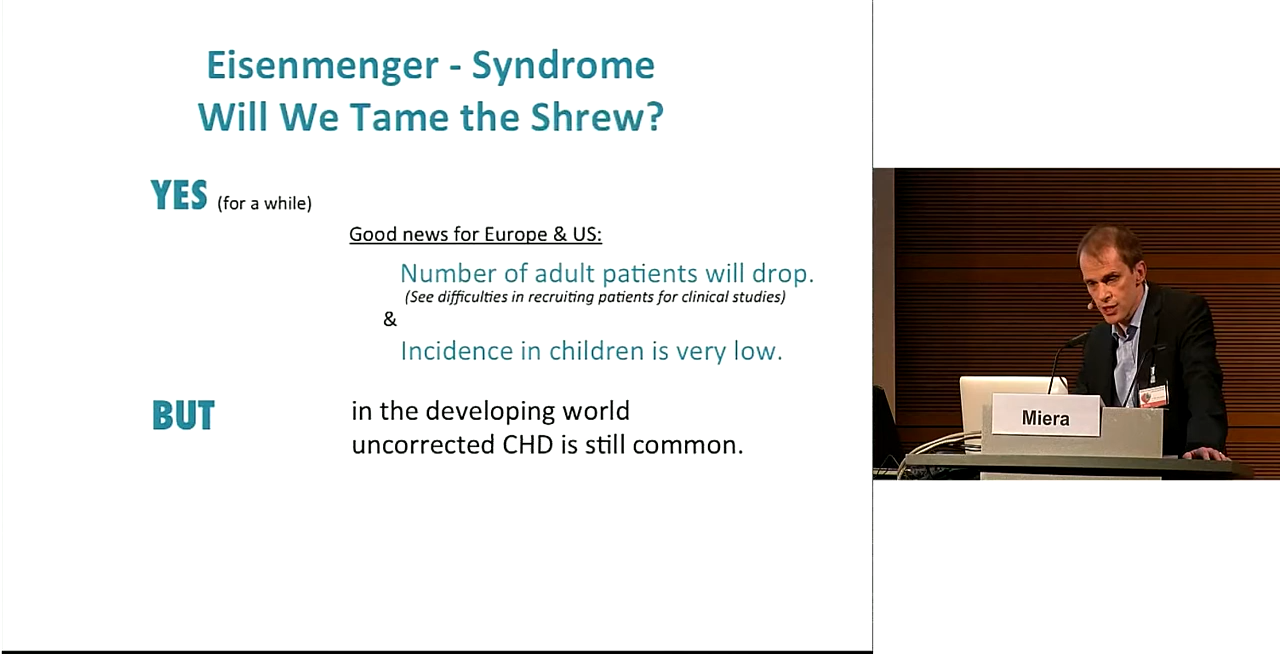 Eisenmenger - Syndrome
Will We Tame the Shrew?
YES (for a while)
Good news for Europe & US:
Number of adult patients will drop.
(See difficulties in recruiting patients for clinical studies)
&
Incidence in children is very low.
BUT in the developing world
uncorrected CHD is still common.
Miera